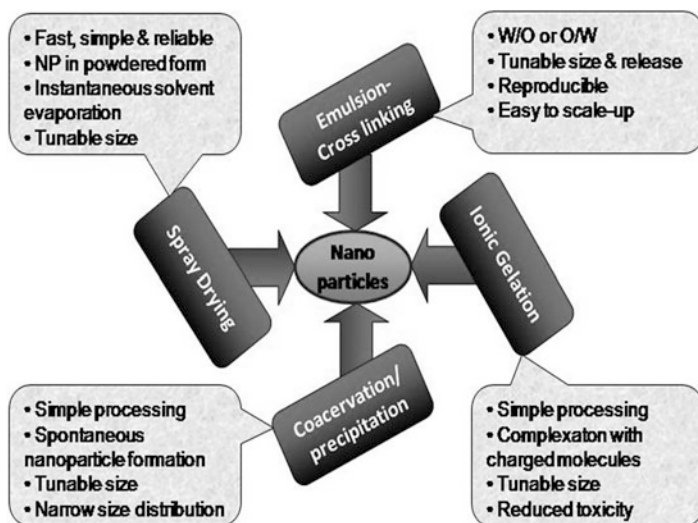 • Fast, simple & reliable
• NP in powdered form
• Instantaneous solvent
evaporation
• Tunable size
• W/O or O/W
• Tunable size & release
• Reproducible
• Easy to scale-up
Emulsion-
Cross linking
Spray Drying
Nano
particles
Ionic Gelation
Coacervation/
precipitation
• Simple processing
• Spontaneous
nanoparticle formation
• Tunable size
• Narrow size distribution
• Simple processing
• Complexaton with
charged molecules
• Tunable size
• Reduced toxicity